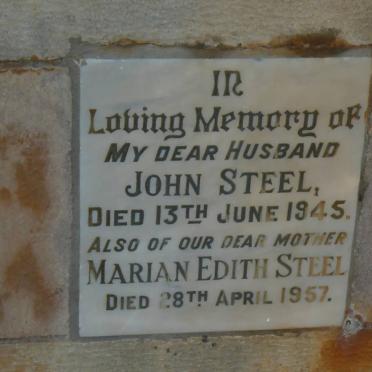 In
Loving Memory of
My dear Husband
John Steel,
Died 13th June 1945.
Also of our dear Mother
Marian Edith Steel
Died 28th April 1957.